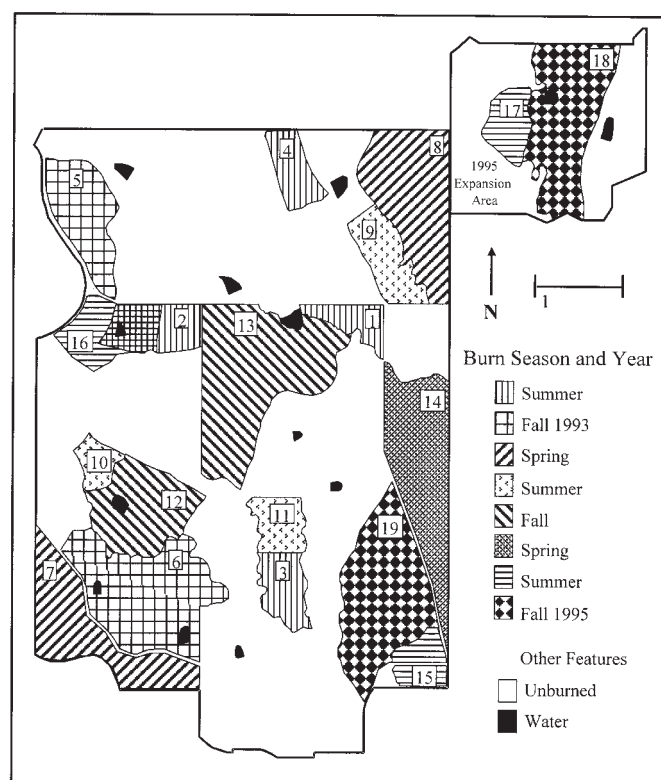 18
17
1995
Expansion
Area
8
4
5
9
N
1
2
13
1
16
14
10
12
11
19
6
7
3
15
Burn Season and Year
Summer
Fall 1993
Spring
Summer
Fall
Spring
Summer
Fall 1995
Other Features
Unburned
Water